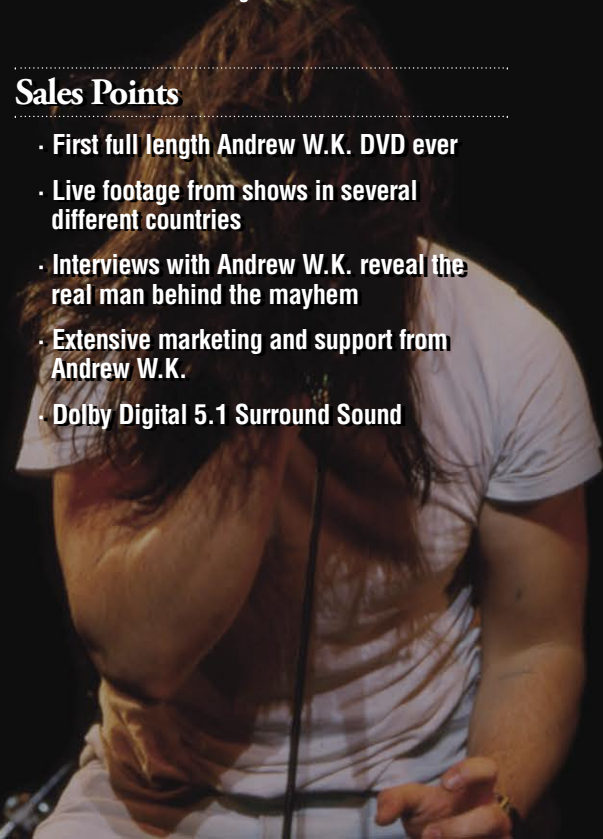 Sales Points
· First full length Andrew W.K. DVD ever
· Live footage from shows in several
different countries
· Interviews with Andrew W.K. reveal the
real man behind the mayhem
· Extensive marketing and support from
Andrew W.K.
· Dolby Digital 5.1 Surround Sound